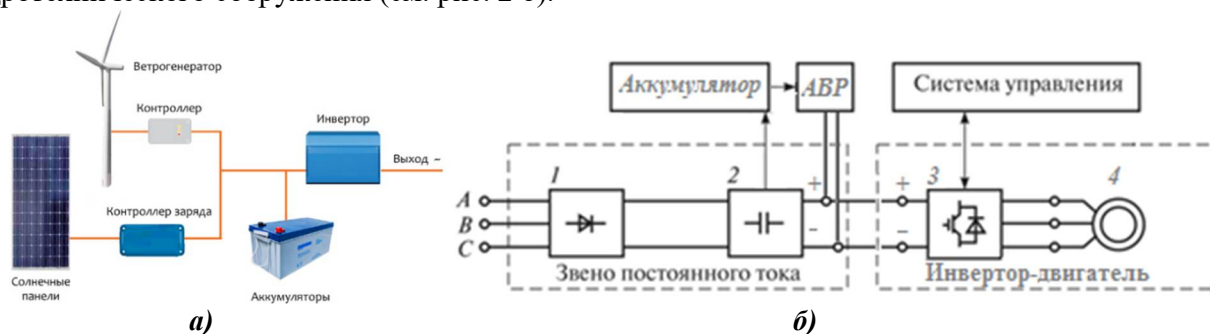 Ветрогенератор
Контроллер
Инвертор
Выход ~
Контроллер заряда
Солнечные
панели
Аккумуляторы
а)
Аккумулятор
АВР
Система управления
1
2
3
4
+
+
A
B
C
-
–
Звено постоянного тока
Инвертор-двигатель
б)